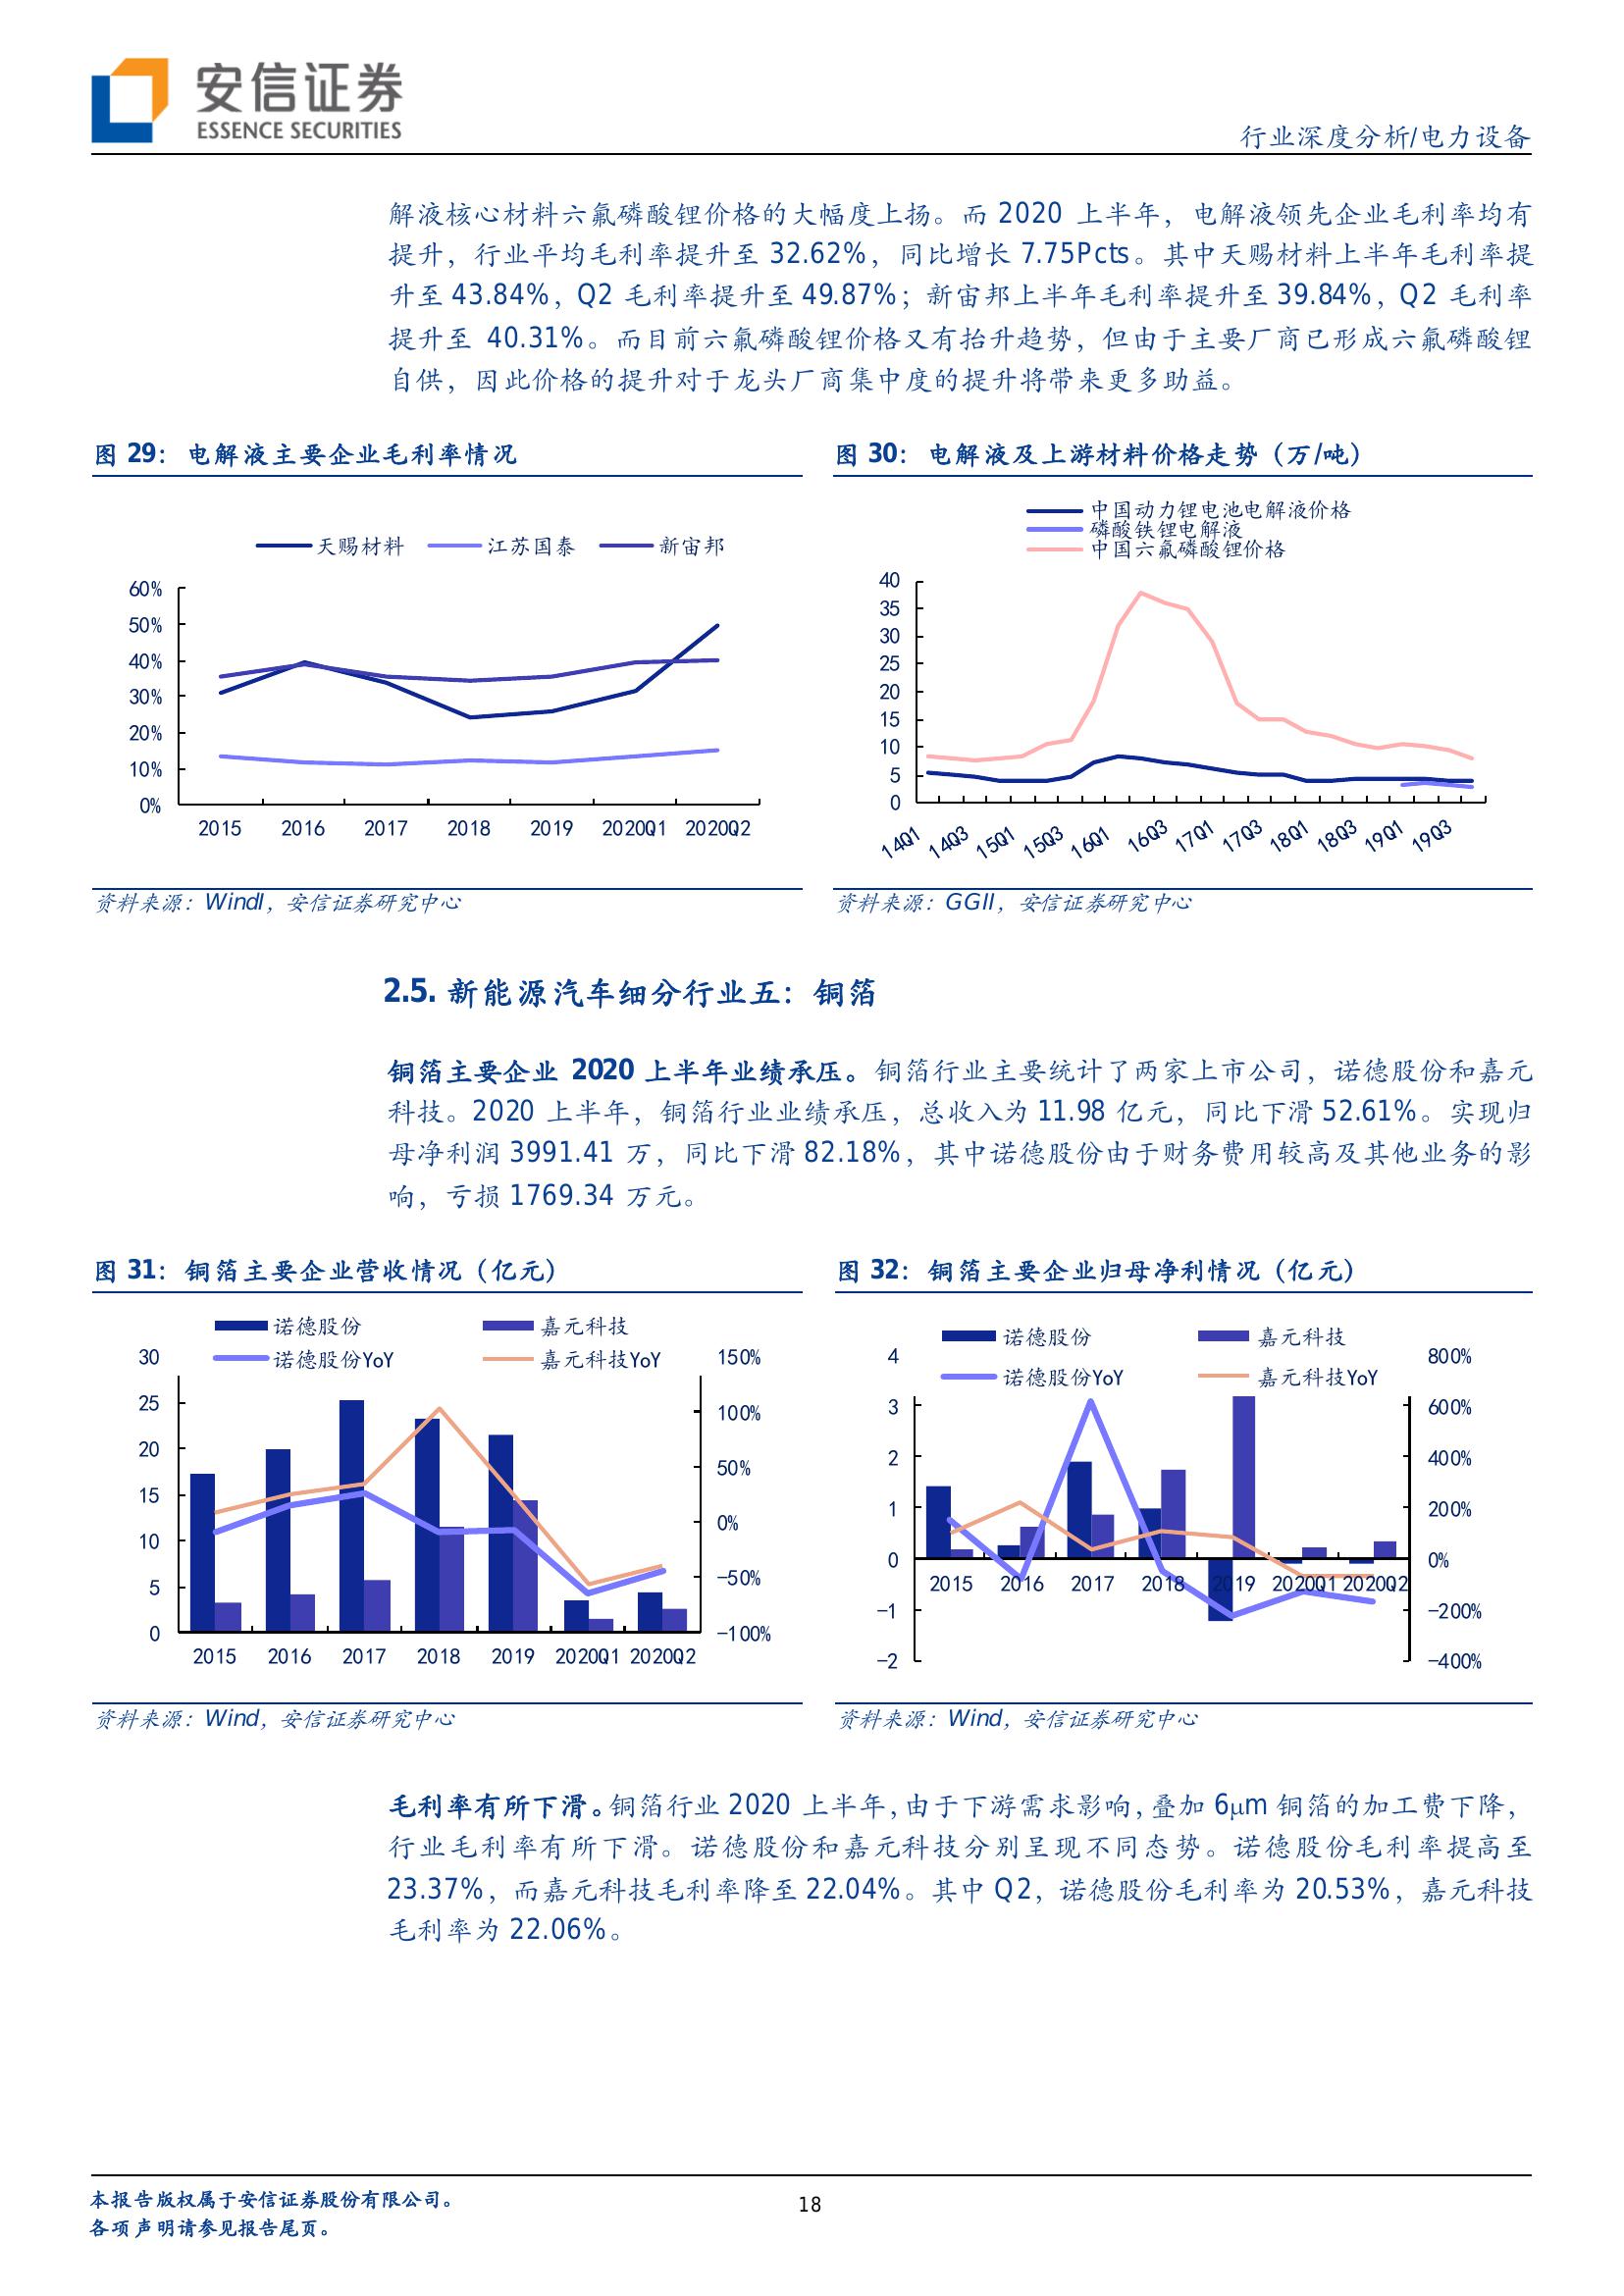 安信证券
ESSENCE SECURITIES
行业深度分析/电力设备
解液核心材料六氟磷酸锂价格的大幅度上扬。而 2020 上半年，电解液领先企业毛利率均有
提升，行业平均毛利率提升至 32.62%，同比增长 7.75Pcts。其中天赐材料上半年毛利率提
升至 43.84%，Q2 毛利率提升至 49.87%；新宙邦上半年毛利率提升至 39.84%，Q2 毛利率
提升至 40.31%。而目前六氟磷酸锂价格又有抬升趋势，但由于主要厂商已形成六氟磷酸锂
自供，因此价格的提升对于龙头厂商集中度的提升将带来更多助益。
图 29：电解液主要企业毛利率情况
天赐材料 江苏国泰 新宙邦
60%
50%
40%
30%
20%
10%
0%
2015 2016 2017 2018 2019 2020Q1 2020Q2
资料来源：WindI，安信证券研究中心
图 30：电解液及上游材料价格走势（万/吨）
中国动力锂电池电解液价格
磷酸铁锂电解液
中国六氟磷酸锂价格
40
35
30
25
20
15
10
5
0
14Q1 14Q3 15Q1 15Q3 16Q1 16Q3 17Q1 17Q3 18Q1 18Q3 19Q1 19Q3
资料来源：GGII，安信证券研究中心
2.5. 新能源汽车细分行业五：铜箔
铜箔主要企业 2020 上半年业绩承压。铜箔行业主要统计了两家上市公司，诺德股份和嘉元
科技。2020 上半年，铜箔行业业绩承压，总收入为 11.98 亿元，同比下滑 52.61%。实现归
母净利润 3991.41 万，同比下滑 82.18%，其中诺德股份由于财务费用较高及其他业务的影
响，亏损 1769.34 万元。
图 31：铜箔主要企业营收情况（亿元）
诺德股份 嘉元科技
诺德股份YoY 嘉元科技YoY
30
25
20
15
10
5
0
150%
100%
50%
0%
-50%
-100%
2015 2016 2017 2018 2019 2020Q1 2020Q2
资料来源：Wind，安信证券研究中心
图 32：铜箔主要企业归母净利情况（亿元）
诺德股份 嘉元科技
诺德股份YoY 嘉元科技YoY
4
3
2
1
0
-1
-2
800%
600%
400%
200%
0%
-200%
-400%
2015 2016 2017 2018 2019 2020Q1 2020Q2
资料来源：Wind，安信证券研究中心
毛利率有所下滑。铜箔行业 2020 上半年，由于下游需求影响，叠加 6μm 铜箔的加工费下降，
行业毛利率有所下滑。诺德股份和嘉元科技分别呈现不同态势。诺德股份毛利率提高至
23.37%，而嘉元科技毛利率降至 22.04%。其中 Q2，诺德股份毛利率为 20.53%，嘉元科技
毛利率为 22.06%。
本报告版权属于安信证券股份有限公司。
各项声明请参见报告尾页。
18